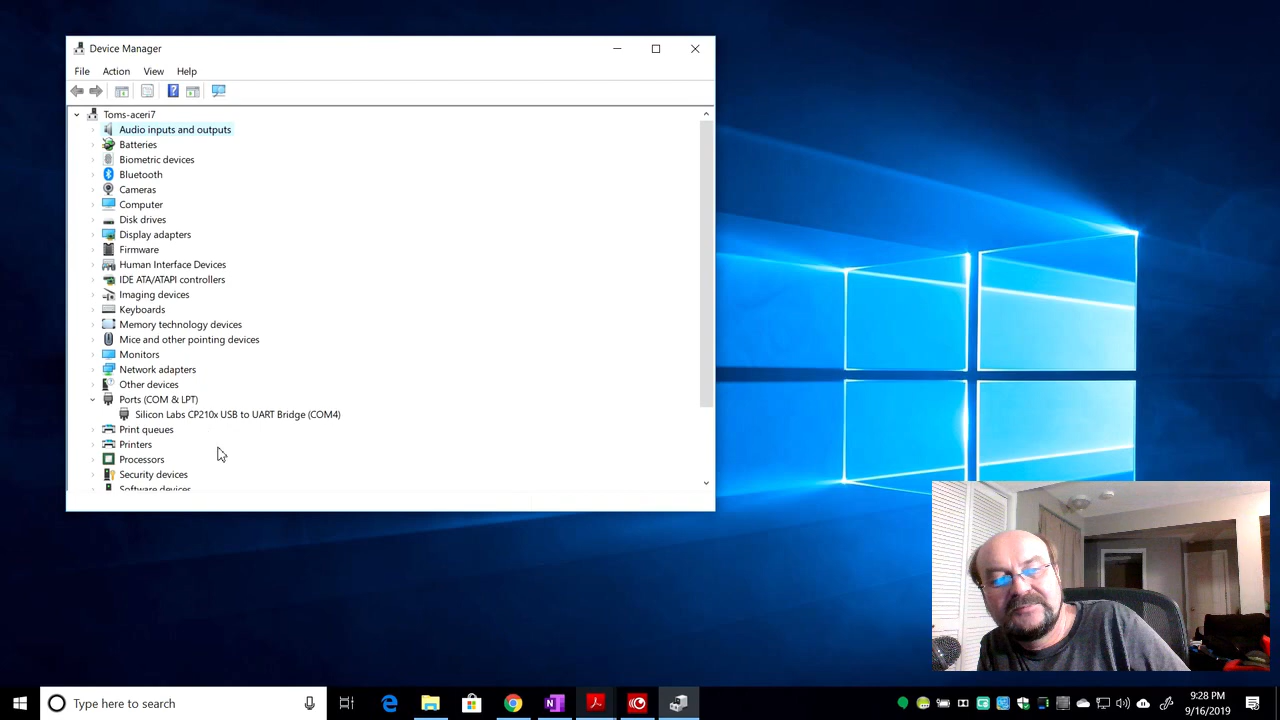 Device Manager
File Action View Help
Toms-aceri7
Audio inputs and outputs
Batteries
Biometric devices
Bluetooth
Cameras
Computer
Disk drives
Display adapters
Firmware
Human Interface Devices
IDE ATA/ATAPI controllers
Imaging devices
Keyboards
Memory technology devices
Mice and other pointing devices
Monitors
Network adapters
Other devices
Ports (COM & LPT)
Silicon Labs CP210x USB to UART Bridge (COM4)
Print queues
Printers
Processors
Security devices
Software devices
Type here to search
9:28 PM
9/16/2019